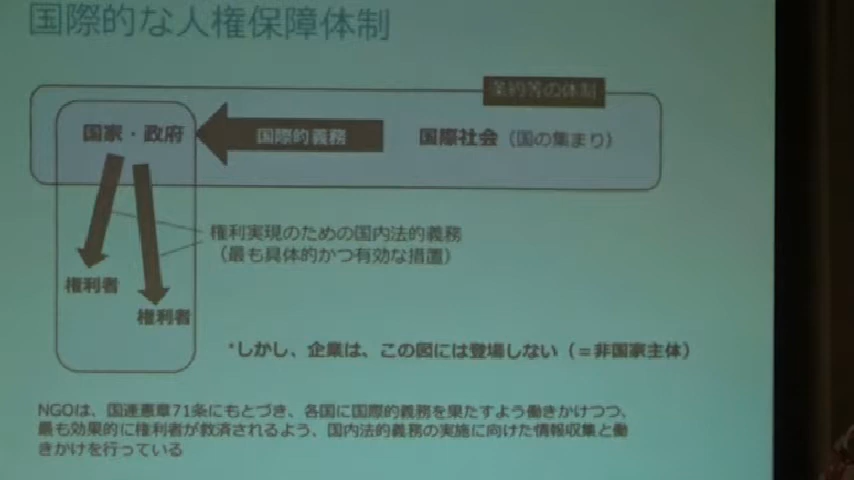 国際的な人権保障体制
条約等の体制
国家・政府
国際的義務
国際社会（国の集まり）
権利実現のための国内法的義務
（最も具体的かつ有効な措置）
権利者
権利者
*しかし、企業は、この図には登場しない（＝非国家主体）
NGOは、国連憲章71条にもとづき、各国に国際的義務を果たすよう働きかけつつ、
最も効果的に権利者が救済されるよう、国内法的義務の実施に向けた情報収集と働
きかけを行っている